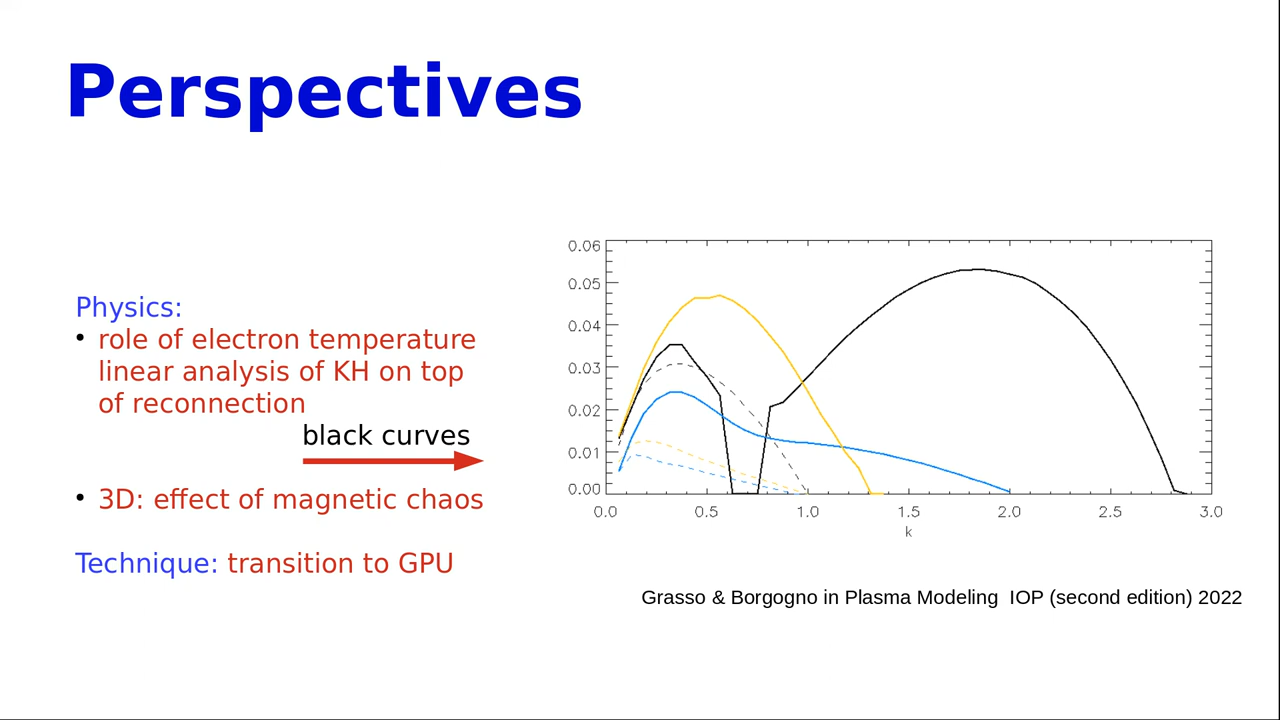 Perspectives
Physics:
• role of electron temperature
linear analysis of KH on top
of reconnection
black curves
• 3D: effect of magnetic chaos
Technique: transition to GPU
0.06
0.05
0.04
0.03
0.02
0.01
0.00
0.0 0.5 1.0 1.5 2.0 2.5 3.0
k
Grasso & Borgogno in Plasma Modeling IOP (second edition) 2022